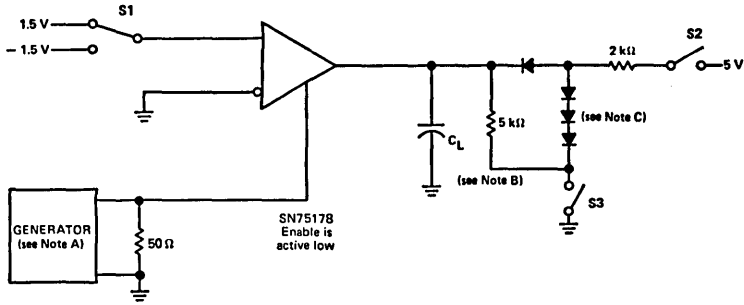 S1
1.5 V
− 1.5 V
S2
2 kΩ
5 V
5 kΩ
(see Note C)
CL
(see Note B)
S3
SN75178
Enable is
active low
GENERATOR
(see Note A)
50 Ω